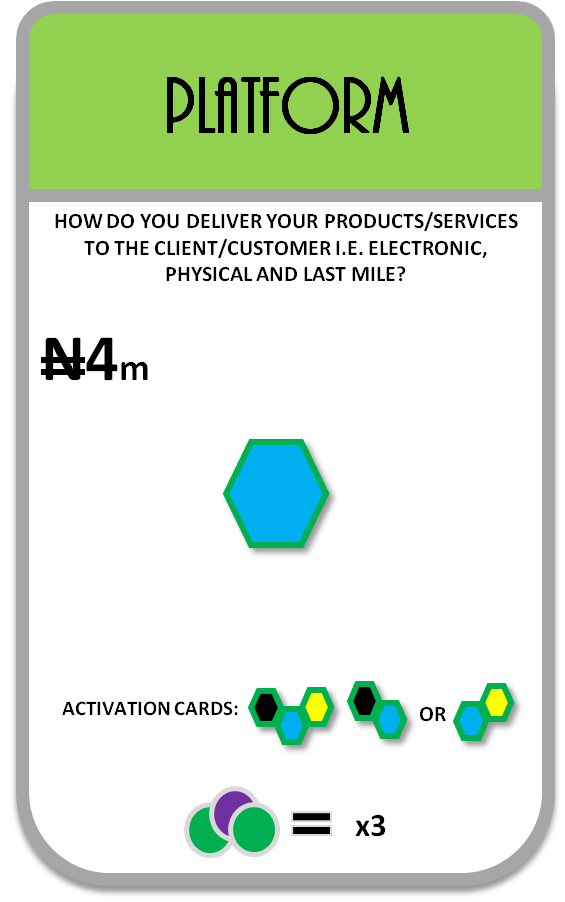 PLATFORM
HOW DO YOU DELIVER YOUR PRODUCTS/SERVICES
TO THE CLIENT/CUSTOMER I.E. ELECTRONIC,
PHYSICAL AND LAST MILE?
₦4m
ACTIVATION CARDS: OR
= x3